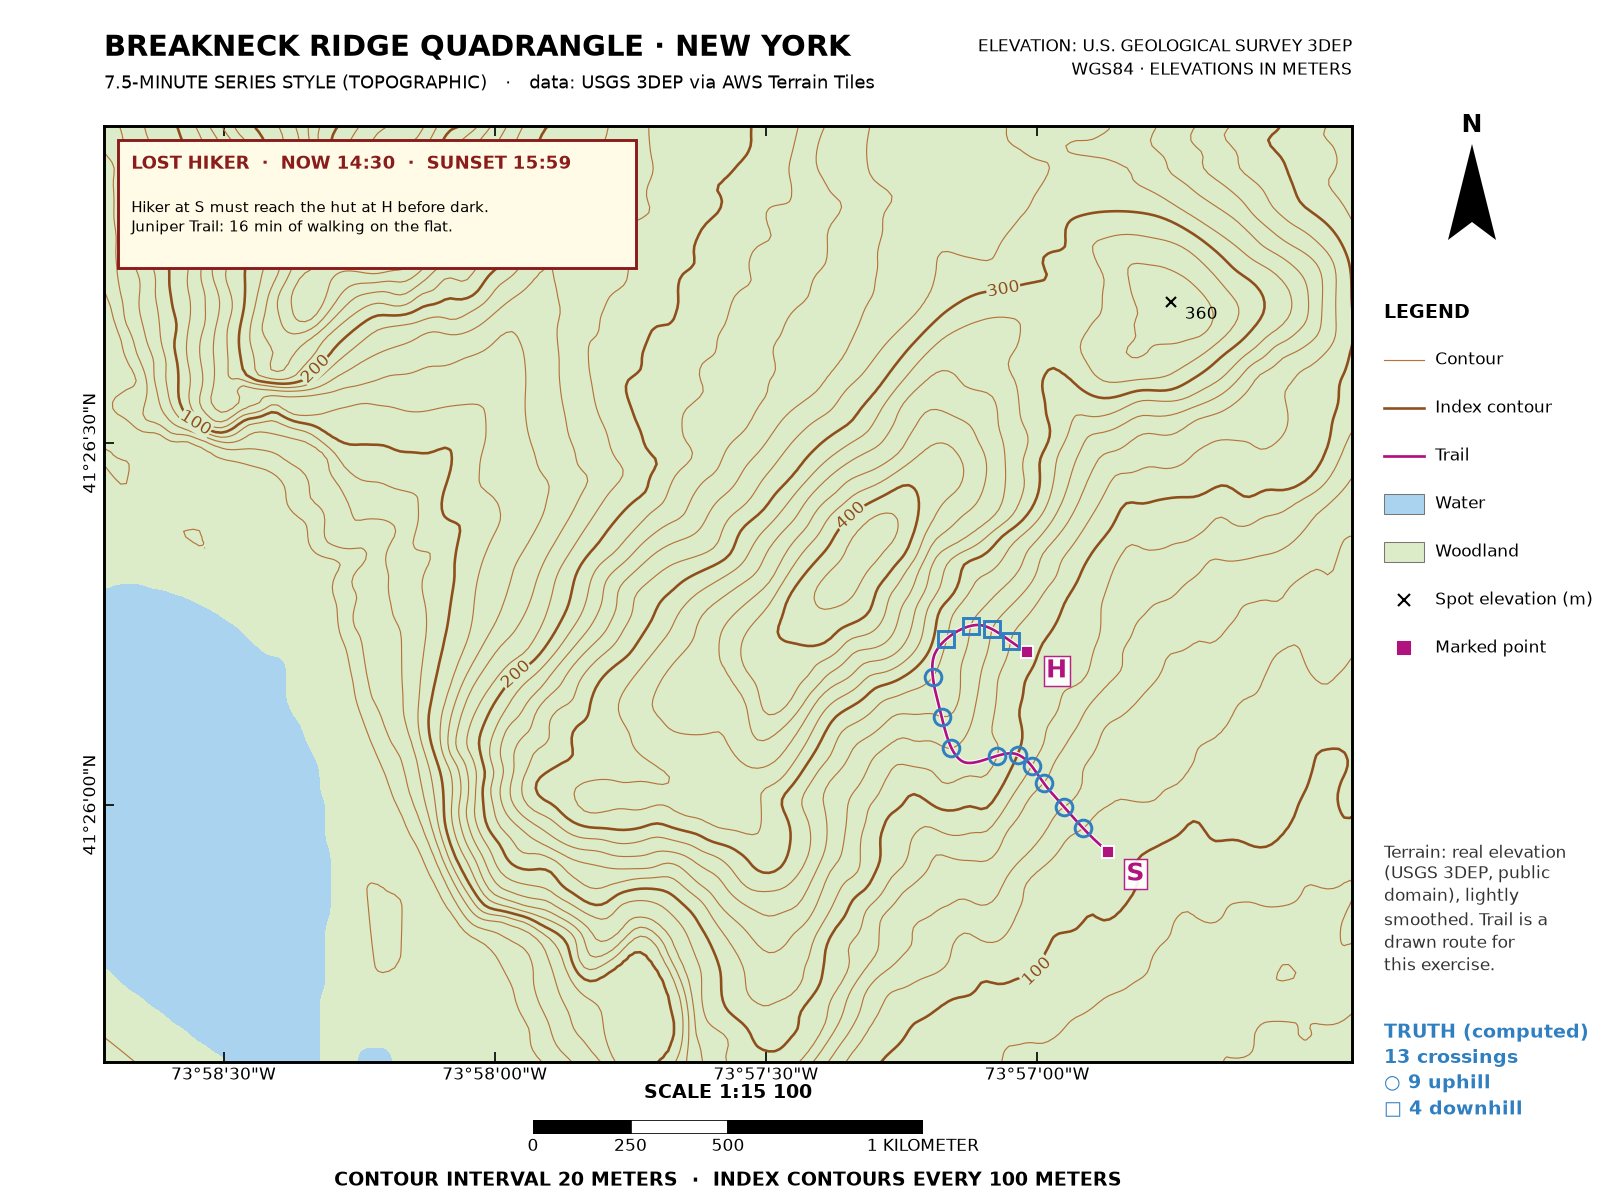 BREAKNECK RIDGE QUADRANGLE · NEW YORK
7.5-MINUTE SERIES STYLE (TOPOGRAPHIC) · data: USGS 3DEP via AWS Terrain Tiles
ELEVATION: U.S. GEOLOGICAL SURVEY 3DEP
WGS84 · ELEVATIONS IN METERS
LOST HIKER · NOW 14:30 · SUNSET 15:59
Hiker at S must reach the hut at H before dark.
Juniper Trail: 16 min of walking on the flat.
N
300
360
200
100
400
200
H
S
100
41°26'30"N
41°26'00"N
73°58'30"W
73°58'00"W
73°57'30"W
73°57'00"W
LEGEND
Contour
Index contour
Trail
Water
Woodland
Spot elevation (m)
Marked point
Terrain: real elevation
(USGS 3DEP, public
domain), lightly
smoothed. Trail is a
drawn route for
this exercise.
TRUTH (computed)
13 crossings
○ 9 uphill
□ 4 downhill
SCALE 1:15 100
0 250 500 1 KILOMETER
CONTOUR INTERVAL 20 METERS · INDEX CONTOURS EVERY 100 METERS